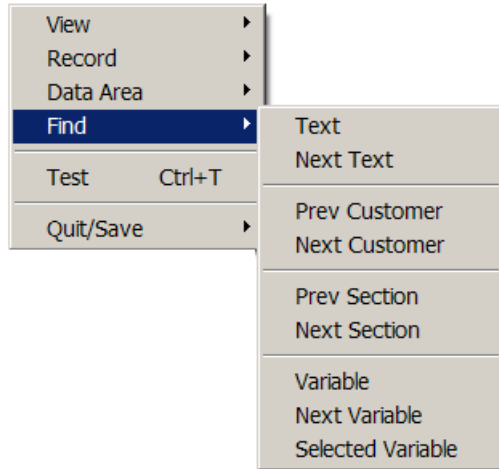 View
Record
Data Area
Find
Test Ctrl+T
Quit/Save
Text
Next Text
Prev Customer
Next Customer
Prev Section
Next Section
Variable
Next Variable
Selected Variable